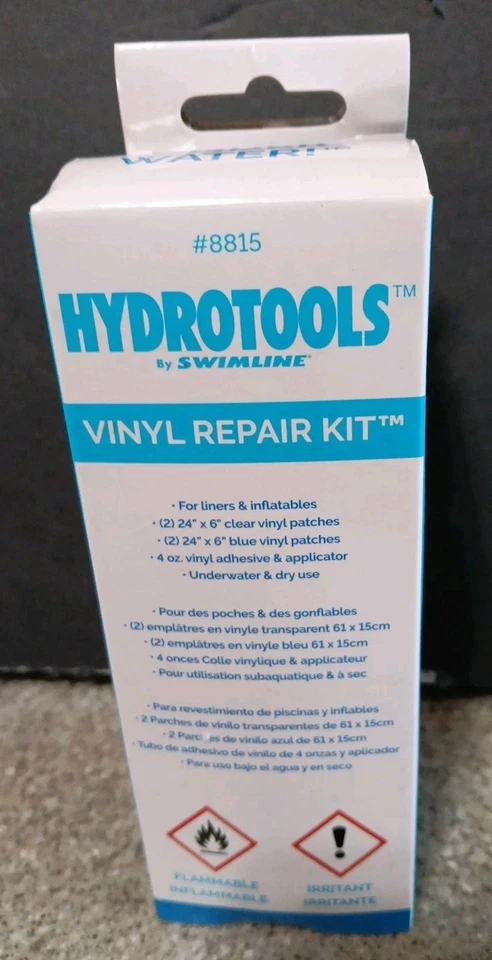 WATER!™
#8815
HYDROTOOLS™
By SWIMLINE®
VINYL REPAIR KIT™
• For liners & inflatables
• (2) 24" x 6" clear vinyl patches
• (2) 24" x 6" blue vinyl patches
• 4 oz. vinyl adhesive & applicator
• Underwater & dry use
• Pour des poches & des gonflables
• (2) emplâtres en vinyle transparent 61 x 15cm
• (2) emplâtres en vinyle bleu 61 x 15cm
• 4 onces Colle vinylique & applicateur
• Pour utilisation subaquatique & à sec
• Para revestimiento de piscinas y inflables
• 2 Parches de vinilo transparentes de 61 x 15cm
• 2 de vinilo azul de 61 x 15cm
• Tubo de adhesivo de vinilo de 4 onzas y aplicador
• Para uso bajo el agua y en seco
FLAMMABLE IRRITANT
INFLAMMABLE IRRITANTE